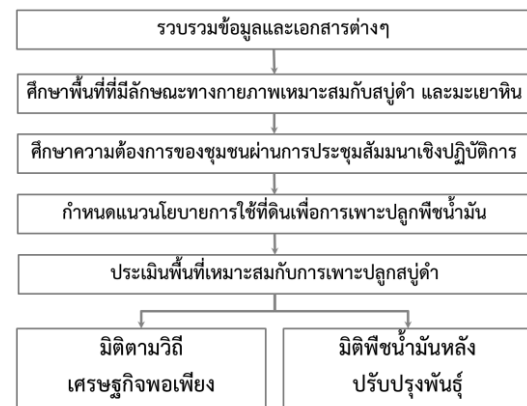 รวบรวมข้อมูลและเอกสารต่างๆ
ศึกษาพื้นที่ที่มีลักษณะทางกายภาพเหมาะสมกับสบู่ดำ และมะเยาหิน
ศึกษาความต้องการของชุมชนผ่านการประชุมสัมมนาเชิงปฏิบัติการ
กำหนดแนวนโยบายการใช้ที่ดินเพื่อการเพาะปลูกพืชน้ำมัน
ประเมินพื้นที่เหมาะสมกับการเพาะปลูกสบู่ดำ
มิติตามวิถี
เศรษฐกิจพอเพียง
มิติพืชน้ำมันหลัง
ปรับปรุงพันธุ์